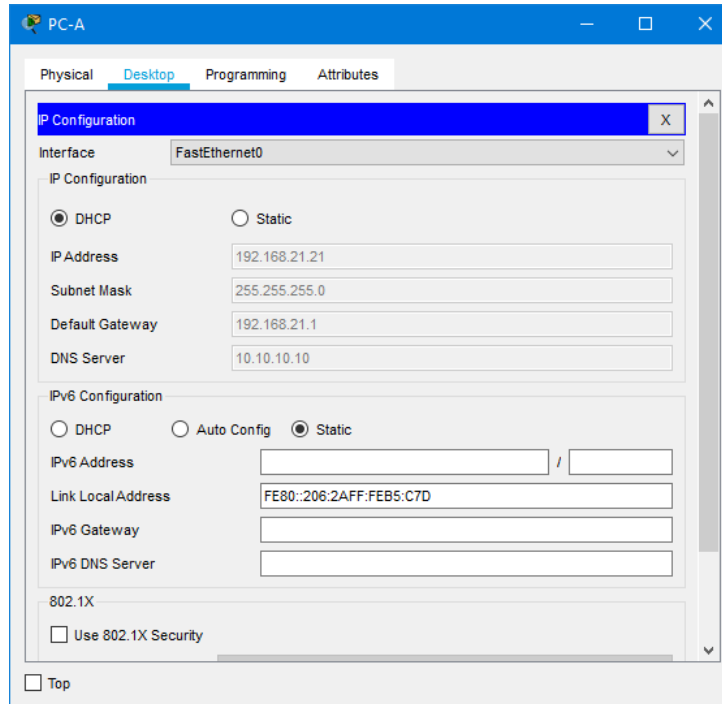 PC-A
Physical Desktop Programming Attributes
IP Configuration X
Interface FastEthernet0
IP Configuration
DHCP Static
IP Address 192.168.21.21
Subnet Mask 255.255.255.0
Default Gateway 192.168.21.1
DNS Server 10.10.10.10
IPv6 Configuration
DHCP Auto Config Static
IPv6 Address /
Link Local Address FE80::206:2AFF:FEB5:C7D
IPv6 Gateway
IPv6 DNS Server
802.1X
Use 802.1X Security
Top